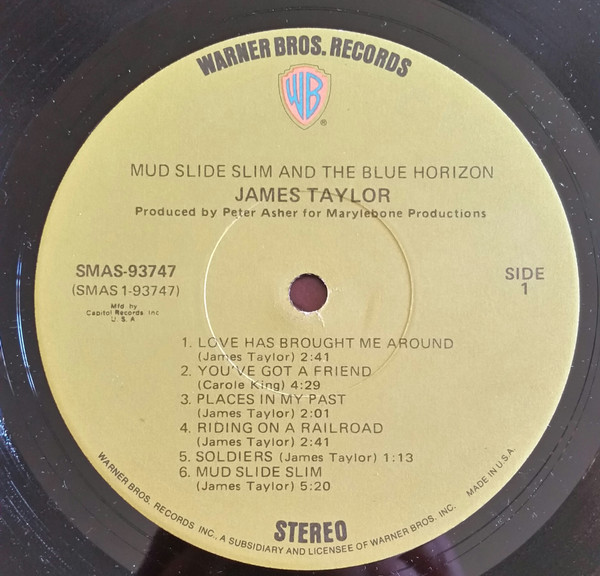 WARNER BROS. RECORDS
WB
®
MUD SLIDE SLIM AND THE BLUE HORIZON
JAMES TAYLOR
Produced by Peter Asher for Marylebone Productions
SMAS-93747
(SMAS 1-93747)
Mfd by
Capitol Records Inc
U.S.A
SIDE
1
1. LOVE HAS BROUGHT ME AROUND
(James Taylor) 2:41
2. YOU'VE GOT A FRIEND
(Carole King) 4:29
3. PLACES IN MY PAST
(James Taylor) 2:01
4. RIDING ON A RAILROAD
(James Taylor) 2:41
5. SOLDIERS (James Taylor) 1:13
6. MUD SLIDE SLIM
(James Taylor) 5:20
STEREO
WARNER BROS. RECORDS INC., A SUBSIDIARY AND LICENSEE OF WARNER BROS. INC. MADE IN U.S.A.